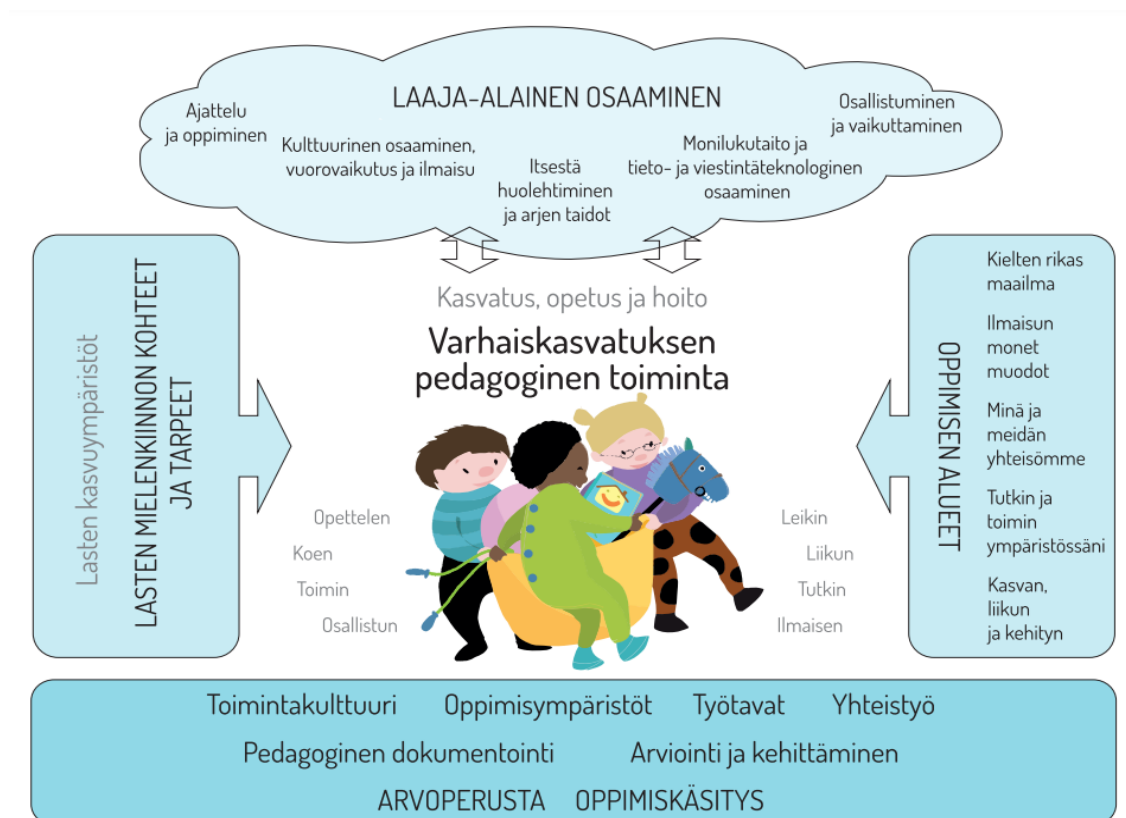 LAAJA-ALAINEN OSAAMINEN
Ajattelu
ja oppiminen
Kulttuurinen osaaminen,
vuorovaikutus ja ilmaisu
Itsestä
huolehtiminen
ja arjen taidot
Monilukutaito ja
tieto- ja viestintäteknologinen
osaaminen
Osallistuminen
ja vaikuttaminen
Lasten kasvuympäristöt
LASTEN MIELENKIINNON KOHTEET
JA TARPEET
Kasvatus, opetus ja hoito
Varhaiskasvatuksen
pedagoginen toiminta
Opettelen
Koen
Toimin
Osallistun
Leikin
Liikun
Tutkin
Ilmaisen
OPPIMISEN ALUEET
Kielten rikas
maailma
Ilmaisun
monet
muodot
Minä ja
meidän
yhteisömme
Tutkin ja
toimin
ympäristössäni
Kasvan,
liikun
ja kehityn
Toimintakulttuuri Oppimisympäristöt Työtavat Yhteistyö
Pedagoginen dokumentointi Arviointi ja kehittäminen
ARVOPERUSTA OPPIMISKÄSITYS